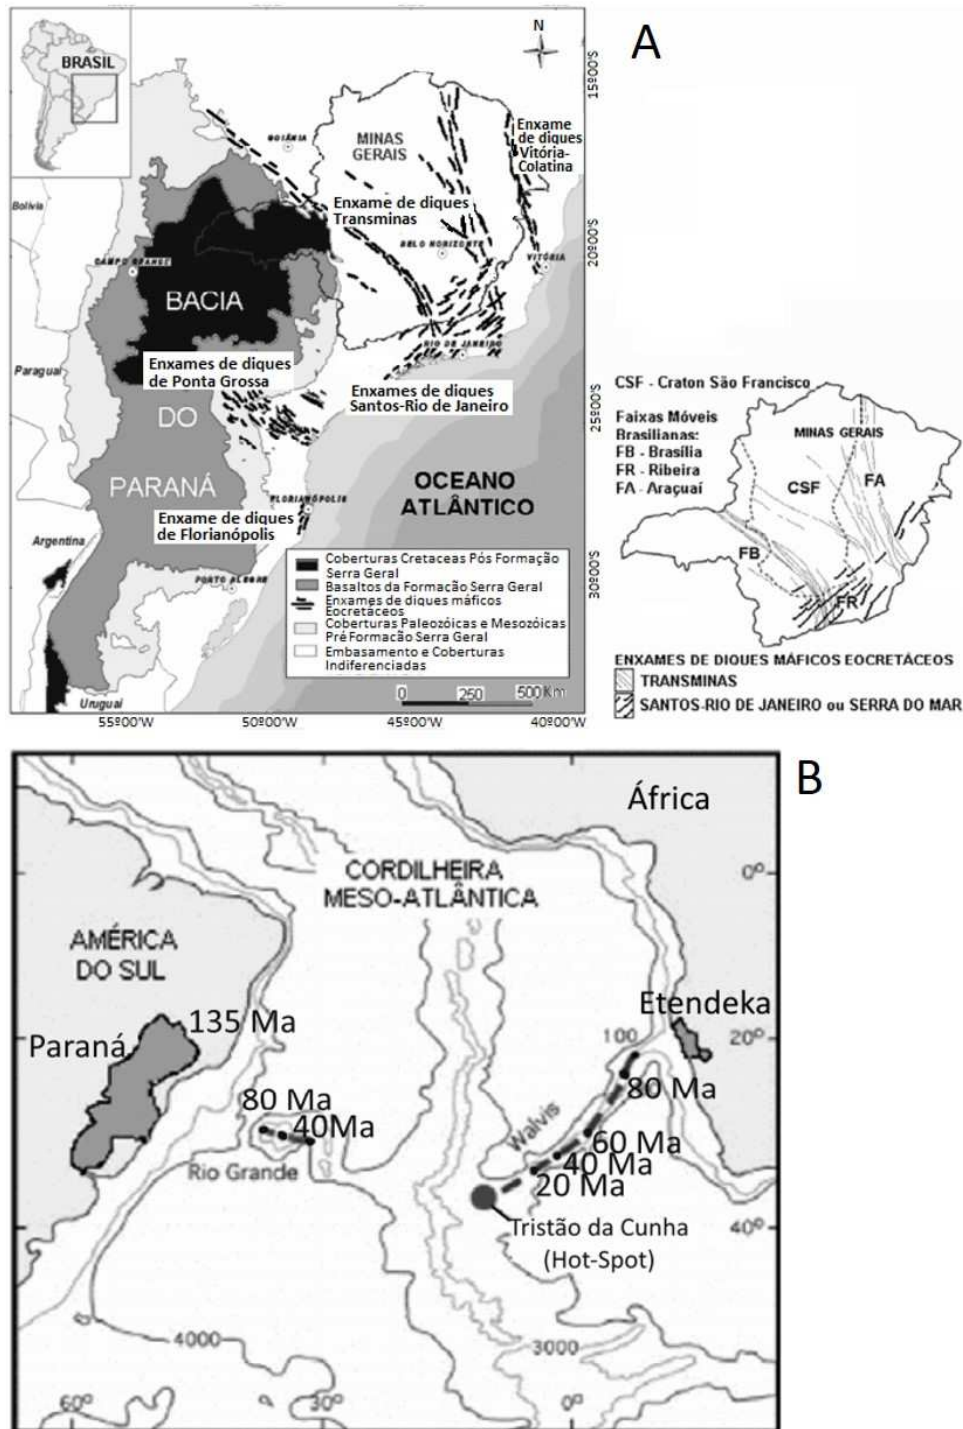 A
N
BRASIL
15º00'S
GOIÂNIA
MINAS
GERAIS
Enxame
de diques
Vitória-
Colatina
Bolívia
Enxame de diques
Transminas
BELO HORIZONTE
VITÓRIA
20º00'S
CAMPO GRANDE
BACIA
RIO DE JANEIRO
Paraguai
Enxames de diques
de Ponta Grossa
Enxames de diques
Santos-Rio de Janeiro
25º00'S
DO
PARANÁ
OCEANO
ATLÂNTICO
FLORIANÓPOLIS
Enxame de diques
de Florianópolis
Argentina
PORTO ALEGRE
30º00'S
Coberturas Cretaceas Pós Formação
Serra Geral
Basaltos da Formação Serra Geral
Enxames de diques máficos
Eocretáceos
Coberturas Paleozóicas e Mesozóicas
Pré Formação Serra Geral
Embasamento e Coberturas
Indiferenciadas
Uruguai
0 250 500 Km
55º00'W 50º00'W 45º00'W 40º00'W
CSF - Craton São Francisco
Faixas Móveis
Brasilianas:
FB - Brasília
FR - Ribeira
FA - Araçuaí
MINAS GERAIS
CSF
FA
FB
FR
ENXAMES DE DIQUES MÁFICOS EOCRETÁCEOS
TRANSMINAS
SANTOS-RIO DE JANEIRO ou SERRA DO MAR
B
África
CORDILHEIRA
MESO-ATLÂNTICA
0º
AMÉRICA
DO SUL
Etendeka
135 Ma
Paraná
100
20º
80 Ma
80 Ma
40Ma
Walvis
60 Ma
40 Ma
20 Ma
Rio Grande
Tristão da Cunha
(Hot-Spot)
40º
4000
3000
60º
30º
0º